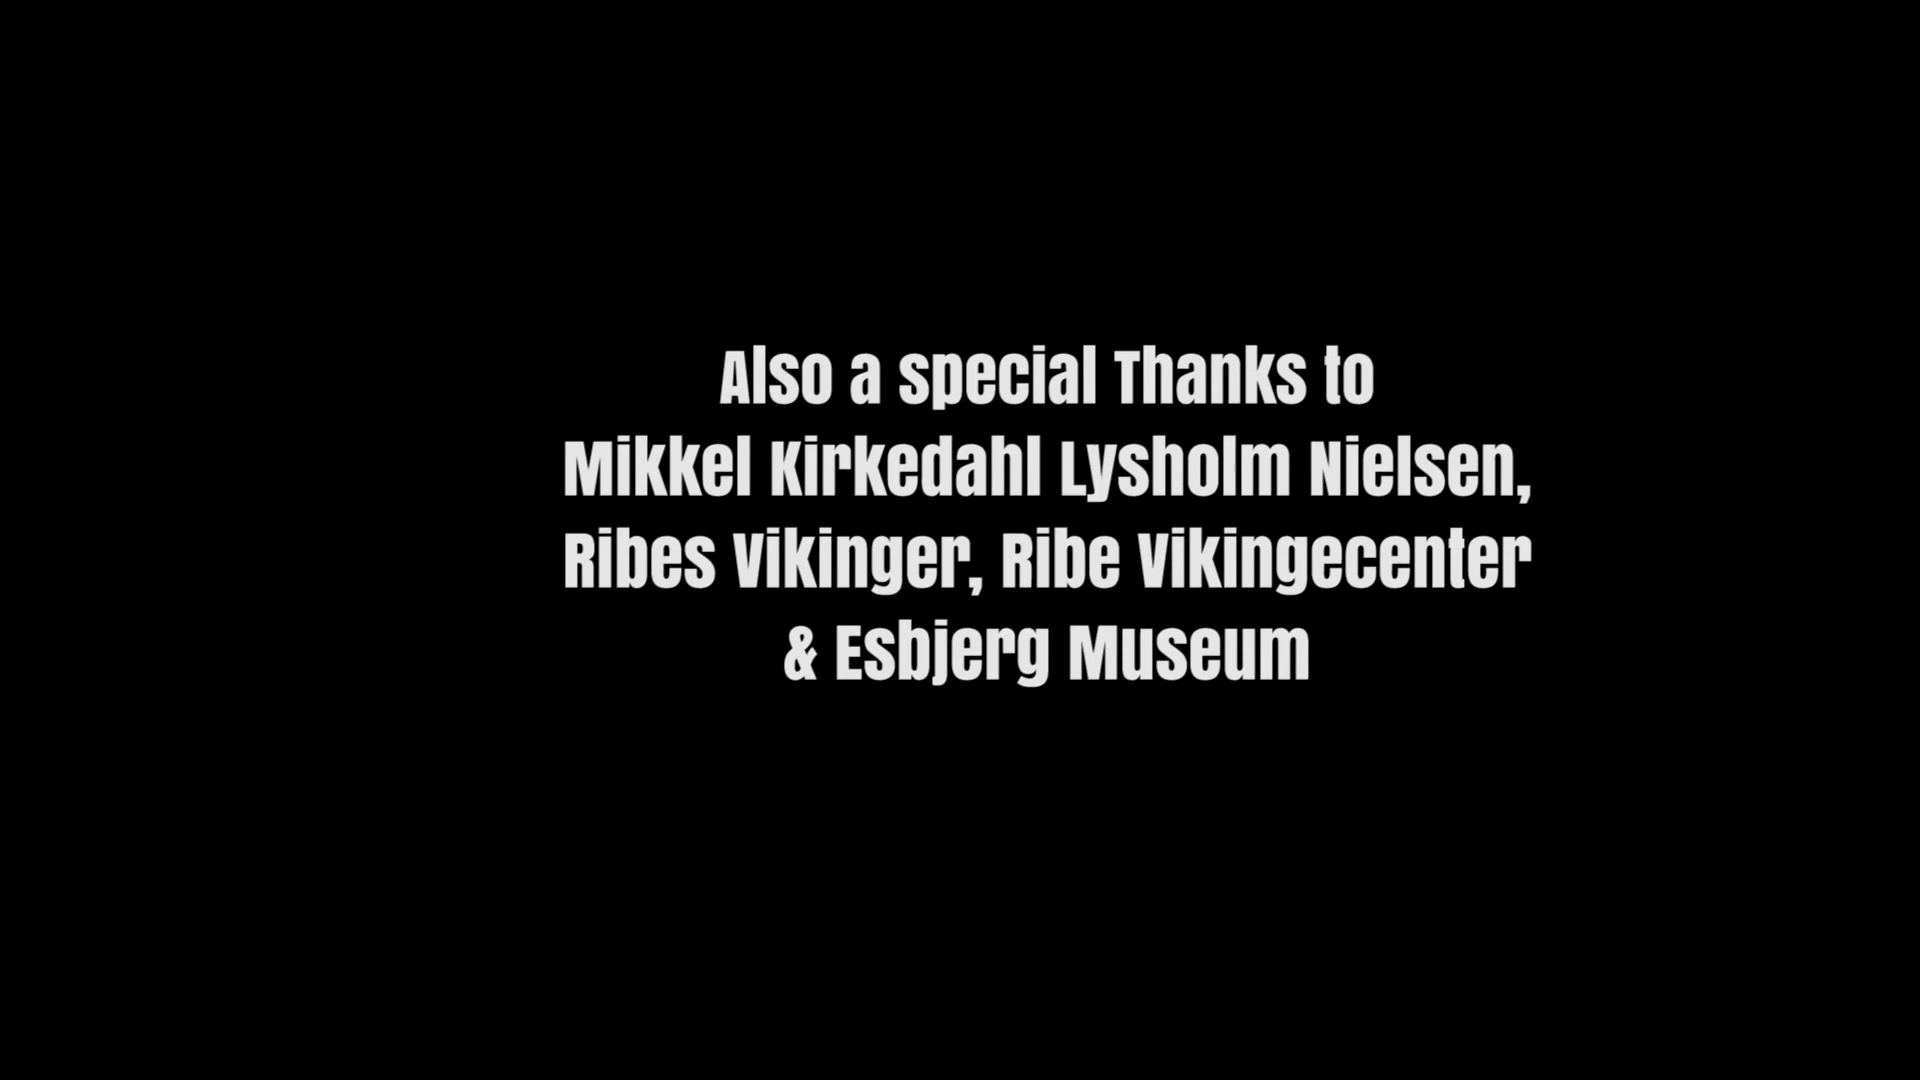 Also a special Thanks to
Mikkel Kirkedahl Lysholm Nielsen,
Ribes Vikinger, Ribe Vikingecenter
& Esbjerg Museum